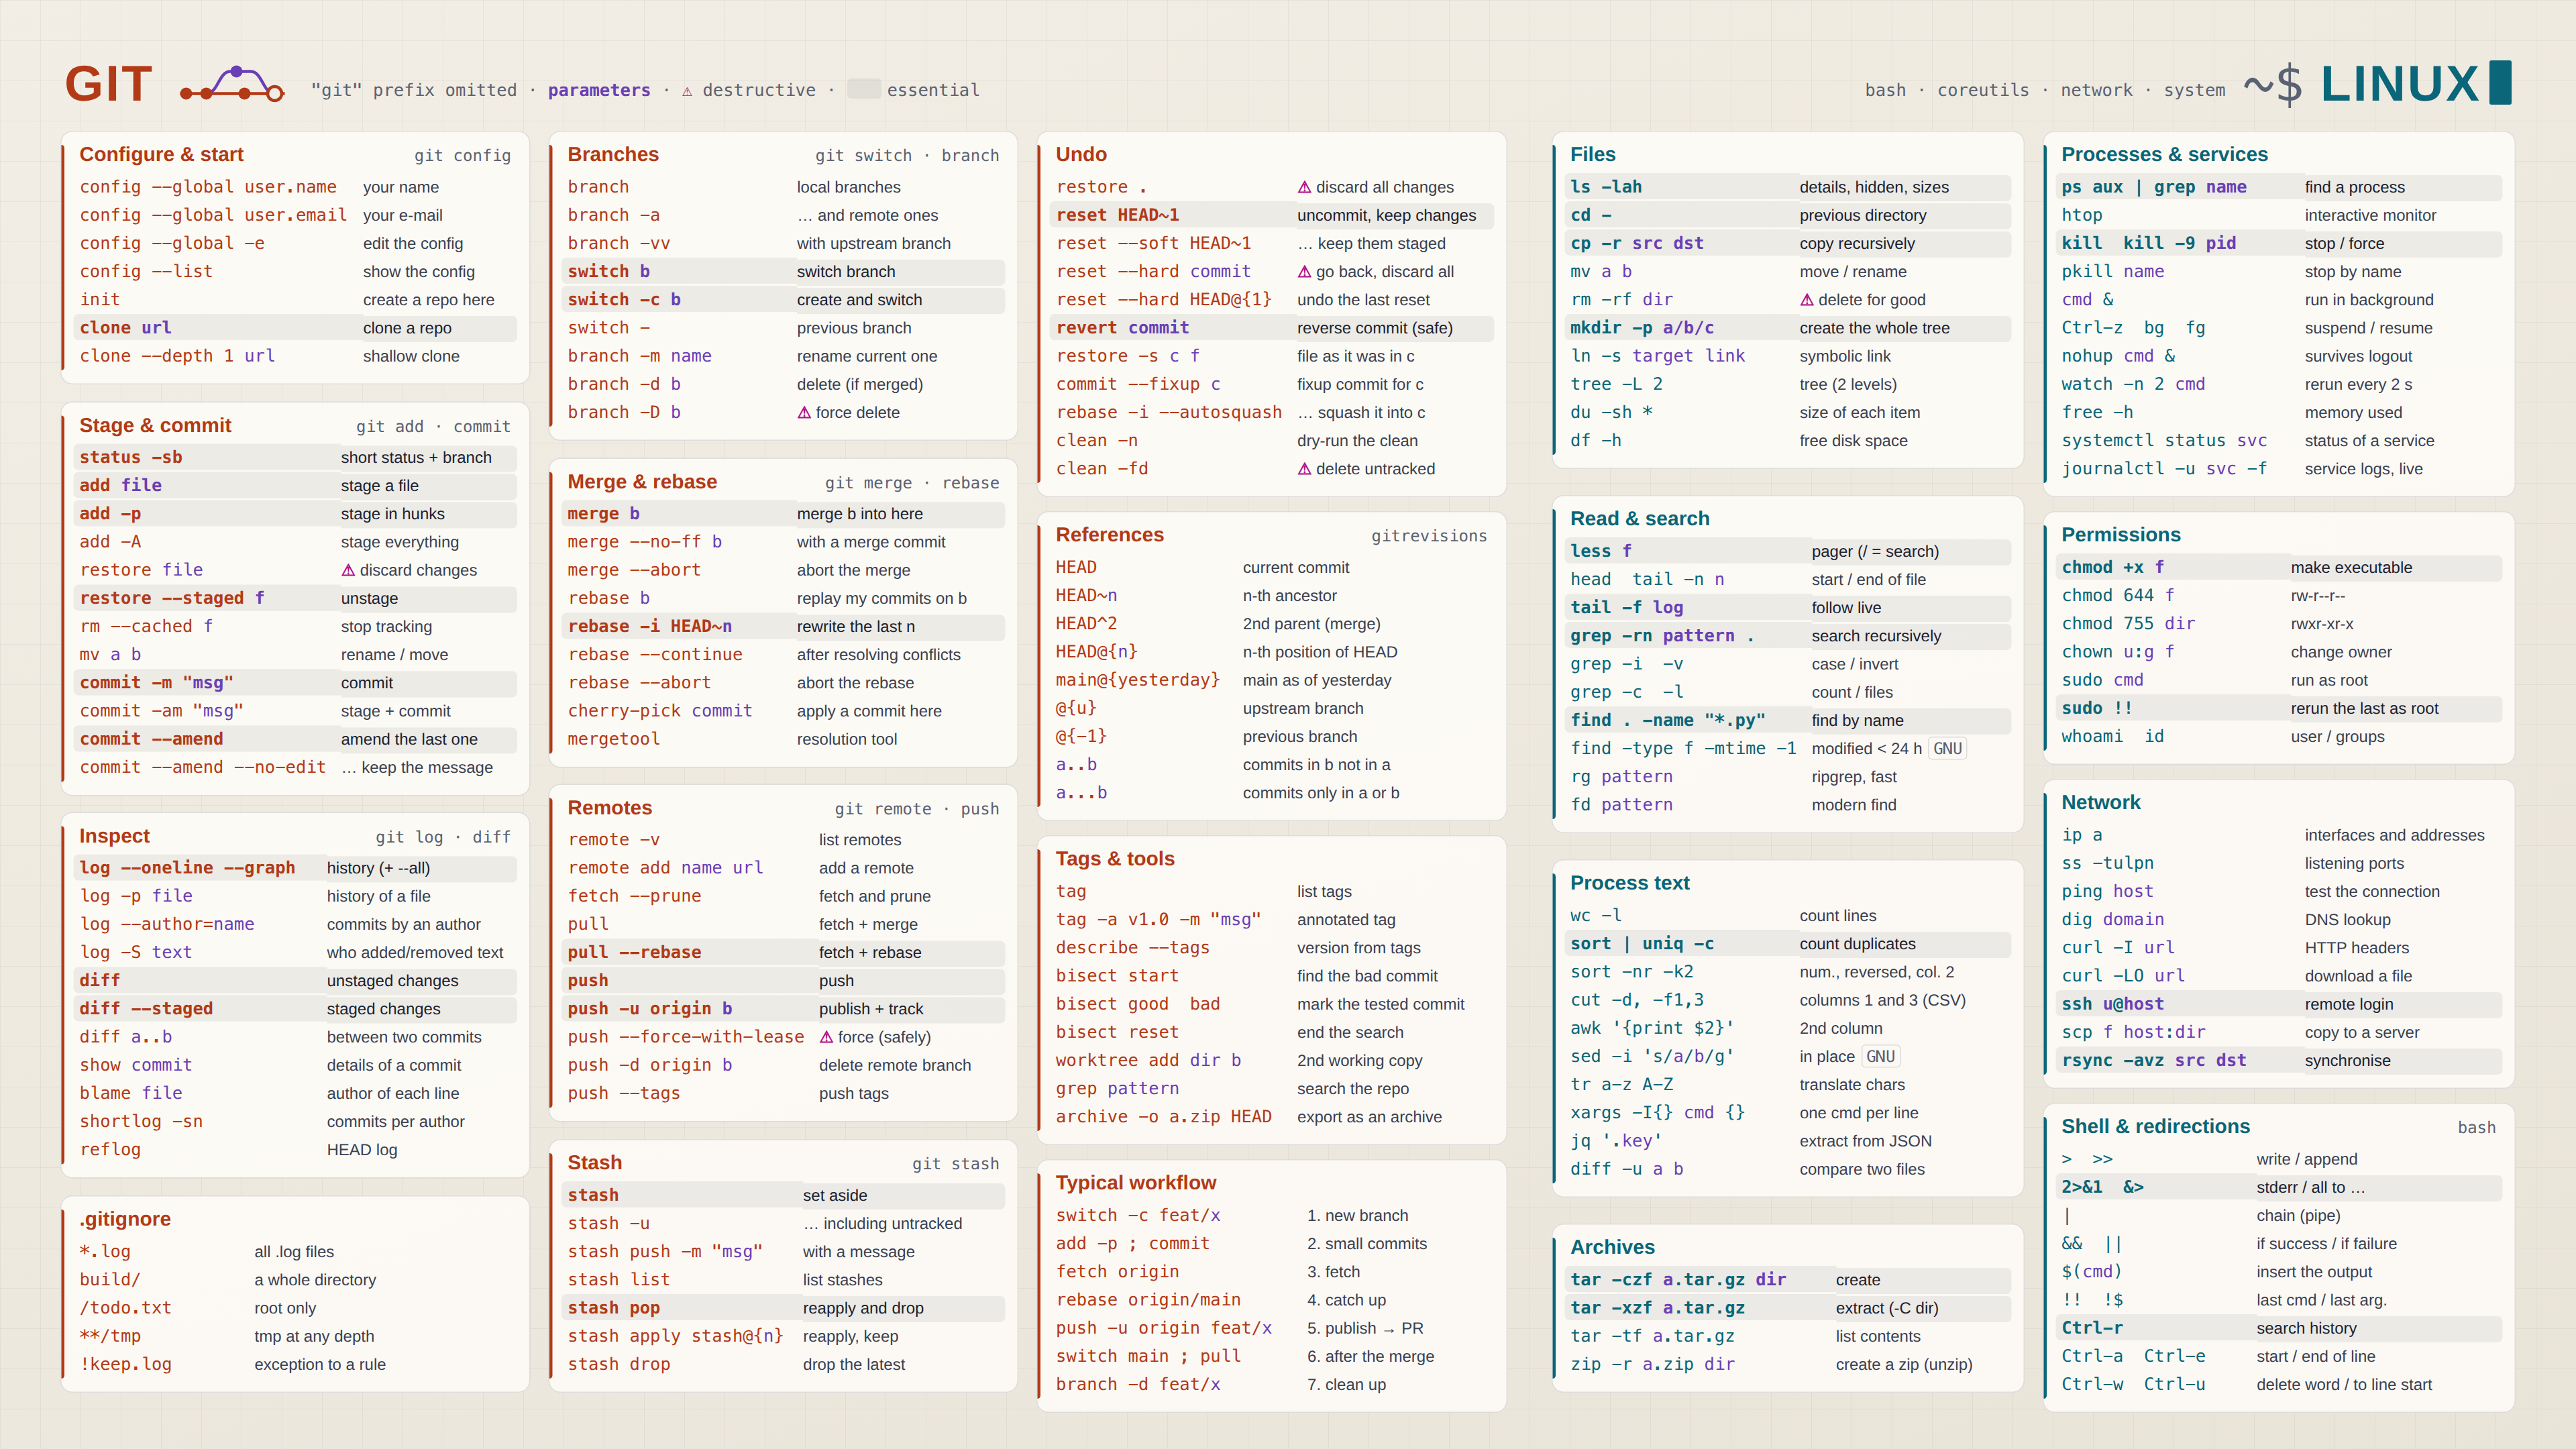 GIT
"git" prefix omitted · parameters · ⚠ destructive · essential
bash · coreutils · network · system
~$ LINUX
Configure & start git config
config --global user.name your name
config --global user.email your e-mail
config --global -e edit the config
config --list show the config
init create a repo here
clone url clone a repo
clone --depth 1 url shallow clone
Stage & commit git add · commit
status -sb short status + branch
add file stage a file
add -p stage in hunks
add -A stage everything
restore file ⚠ discard changes
restore --staged f unstage
rm --cached f stop tracking
mv a b rename / move
commit -m "msg" commit
commit -am "msg" stage + commit
commit --amend amend the last one
commit --amend --no-edit … keep the message
Inspect git log · diff
log --oneline --graph history (+ --all)
log -p file history of a file
log --author=name commits by an author
log -S text who added/removed text
diff unstaged changes
diff --staged staged changes
diff a..b between two commits
show commit details of a commit
blame file author of each line
shortlog -sn commits per author
reflog HEAD log
.gitignore
*.log all .log files
build/ a whole directory
/todo.txt root only
**/tmp tmp at any depth
!keep.log exception to a rule
Branches git switch · branch
branch local branches
branch -a … and remote ones
branch -vv with upstream branch
switch b switch branch
switch -c b create and switch
switch - previous branch
branch -m name rename current one
branch -d b delete (if merged)
branch -D b ⚠ force delete
Merge & rebase git merge · rebase
merge b merge b into here
merge --no-ff b with a merge commit
merge --abort abort the merge
rebase b replay my commits on b
rebase -i HEAD~n rewrite the last n
rebase --continue after resolving conflicts
rebase --abort abort the rebase
cherry-pick commit apply a commit here
mergetool resolution tool
Remotes git remote · push
remote -v list remotes
remote add name url add a remote
fetch --prune fetch and prune
pull fetch + merge
pull --rebase fetch + rebase
push push
push -u origin b publish + track
push --force-with-lease ⚠ force (safely)
push -d origin b delete remote branch
push --tags push tags
Stash git stash
stash set aside
stash -u … including untracked
stash push -m "msg" with a message
stash list list stashes
stash pop reapply and drop
stash apply stash@{n} reapply, keep
stash drop drop the latest
Undo
restore . ⚠ discard all changes
reset HEAD~1 uncommit, keep changes
reset --soft HEAD~1 … keep them staged
reset --hard commit ⚠ go back, discard all
reset --hard HEAD@{1} undo the last reset
revert commit reverse commit (safe)
restore -s c f file as it was in c
commit --fixup c fixup commit for c
rebase -i --autosquash … squash it into c
clean -n dry-run the clean
clean -fd ⚠ delete untracked
References gitrevisions
HEAD current commit
HEAD~n n-th ancestor
HEAD^2 2nd parent (merge)
HEAD@{n} n-th position of HEAD
main@{yesterday} main as of yesterday
@{u} upstream branch
@{-1} previous branch
a..b commits in b not in a
a...b commits only in a or b
Tags & tools
tag list tags
tag -a v1.0 -m "msg" annotated tag
describe --tags version from tags
bisect start find the bad commit
bisect good bad mark the tested commit
bisect reset end the search
worktree add dir b 2nd working copy
grep pattern search the repo
archive -o a.zip HEAD export as an archive
Typical workflow
switch -c feat/x 1. new branch
add -p ; commit 2. small commits
fetch origin 3. fetch
rebase origin/main 4. catch up
push -u origin feat/x 5. publish → PR
switch main ; pull 6. after the merge
branch -d feat/x 7. clean up
Files
ls -lah details, hidden, sizes
cd - previous directory
cp -r src dst copy recursively
mv a b move / rename
rm -rf dir ⚠ delete for good
mkdir -p a/b/c create the whole tree
ln -s target link symbolic link
tree -L 2 tree (2 levels)
du -sh * size of each item
df -h free disk space
Read & search
less f pager (/ = search)
head tail -n n start / end of file
tail -f log follow live
grep -rn pattern . search recursively
grep -i -v case / invert
grep -c -l count / files
find . -name "*.py" find by name
find -type f -mtime -1 modified < 24 h GNU
rg pattern ripgrep, fast
fd pattern modern find
Process text
wc -l count lines
sort | uniq -c count duplicates
sort -nr -k2 num., reversed, col. 2
cut -d, -f1,3 columns 1 and 3 (CSV)
awk '{print $2}' 2nd column
sed -i 's/a/b/g' in place GNU
tr a-z A-Z translate chars
xargs -I{} cmd {} one cmd per line
jq '.key' extract from JSON
diff -u a b compare two files
Archives
tar -czf a.tar.gz dir create
tar -xzf a.tar.gz extract (-C dir)
tar -tf a.tar.gz list contents
zip -r a.zip dir create a zip (unzip)
Processes & services
ps aux | grep name find a process
htop interactive monitor
kill kill -9 pid stop / force
pkill name stop by name
cmd & run in background
Ctrl-z bg fg suspend / resume
nohup cmd & survives logout
watch -n 2 cmd rerun every 2 s
free -h memory used
systemctl status svc status of a service
journalctl -u svc -f service logs, live
Permissions
chmod +x f make executable
chmod 644 f rw-r--r--
chmod 755 dir rwxr-xr-x
chown u:g f change owner
sudo cmd run as root
sudo !! rerun the last as root
whoami id user / groups
Network
ip a interfaces and addresses
ss -tulpn listening ports
ping host test the connection
dig domain DNS lookup
curl -I url HTTP headers
curl -LO url download a file
ssh u@host remote login
scp f host:dir copy to a server
rsync -avz src dst synchronise
Shell & redirections bash
> >> write / append
2>&1 &> stderr / all to …
| chain (pipe)
&& || if success / if failure
$(cmd) insert the output
!! !$ last cmd / last arg.
Ctrl-r search history
Ctrl-a Ctrl-e start / end of line
Ctrl-w Ctrl-u delete word / to line start